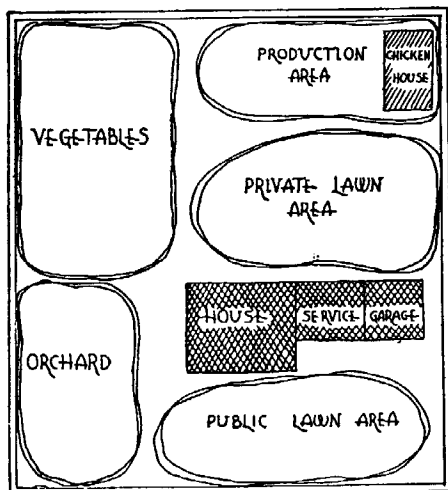 PRODUCTION
AREA
CHICKEN
HOUSE
VEGETABLES
PRIVATE LAWN
AREA
HOUSE
SERVICE
GARAGE
ORCHARD
PUBLIC LAWN AREA